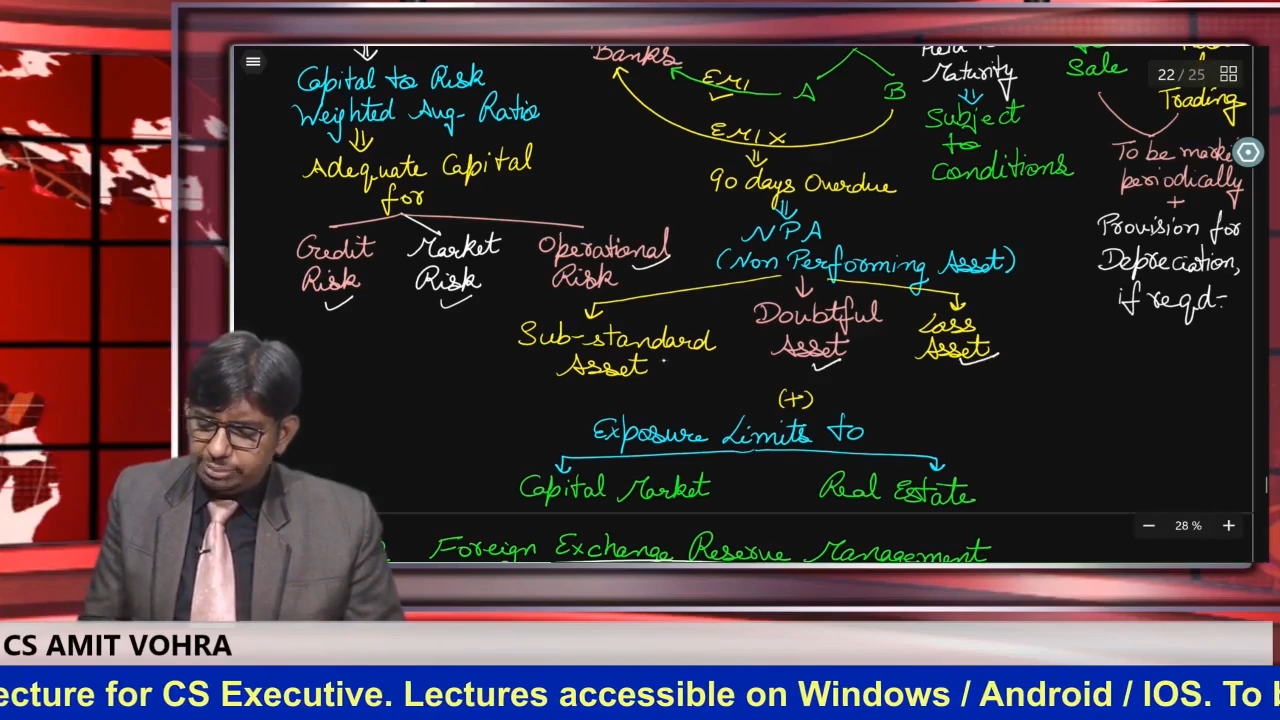 Banks
Held to
Maturity
Sale
22 / 25
Trading
Capital to Risk
Weighted Avg- Ratio
EMI
A
B
EMI X
Subject
to
conditions
Adequate Capital
for
90 days Overdue
To be marke
periodically
+
Provision for
Depreciation,
if reqd-
Credit
Risk
Market
Risk
Operational
Risk
NPA
(Non Performing Asset)
Sub-standard
Asset
Doubtful
Asset
Loss
Asset
(+)
Exposure Limits to
Capital Market
Real Estate
28 %
Foreign Exchange Reserve Management
CS AMIT VOHRA
ecture for CS Executive. Lectures accessible on Windows / Android / IOS. To b